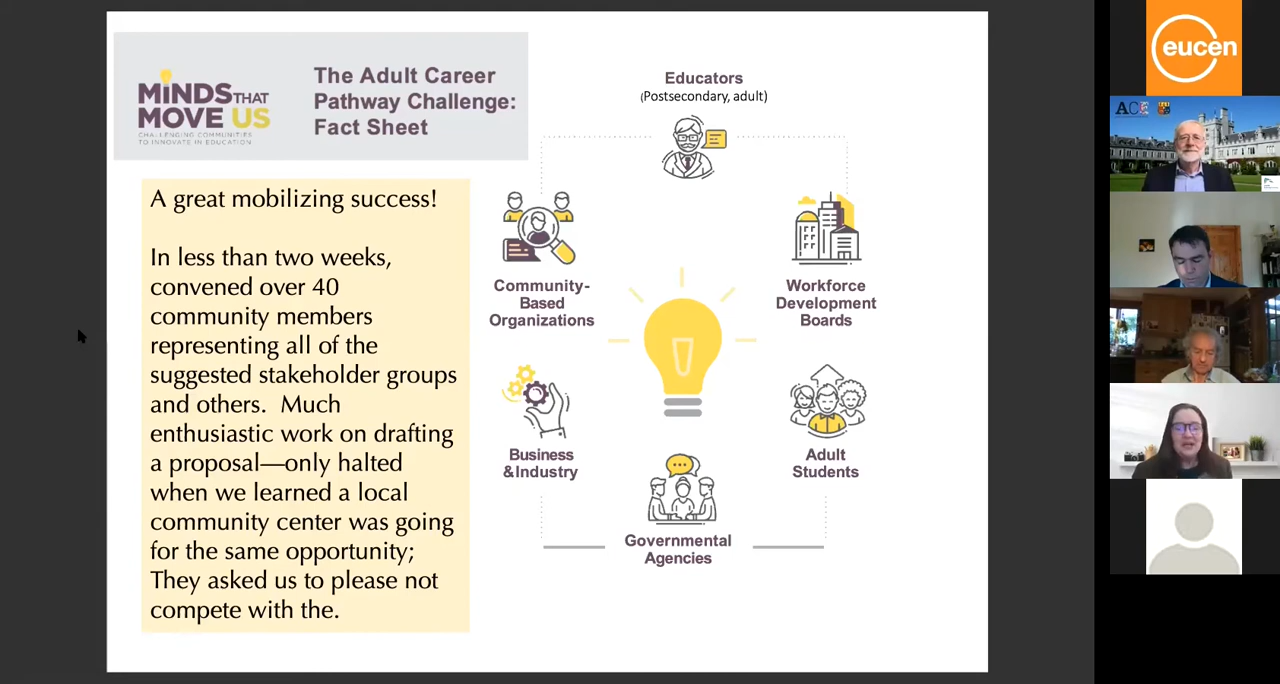 MiNDS THAT
MOVE US
CHALLENGING COMMUNITIES
TO INNOVATE IN EDUCATION
The Adult Career
Pathway Challenge:
Fact Sheet
A great mobilizing success!
In less than two weeks,
convened over 40
community members
representing all of the
suggested stakeholder groups
and others.  Much
enthusiastic work on drafting
a proposal—only halted
when we learned a local
community center was going
for the same opportunity;
They asked us to please not
compete with the.
Educators
(Postsecondary, adult)
Community-
Based
Organizations
Workforce
Development
Boards
Business
&Industry
Adult
Students
Governmental
Agencies
eucen
ACE